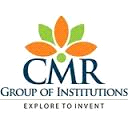 CMR
GROUP OF INSTITUTIONS
EXPLORE TO INVENT